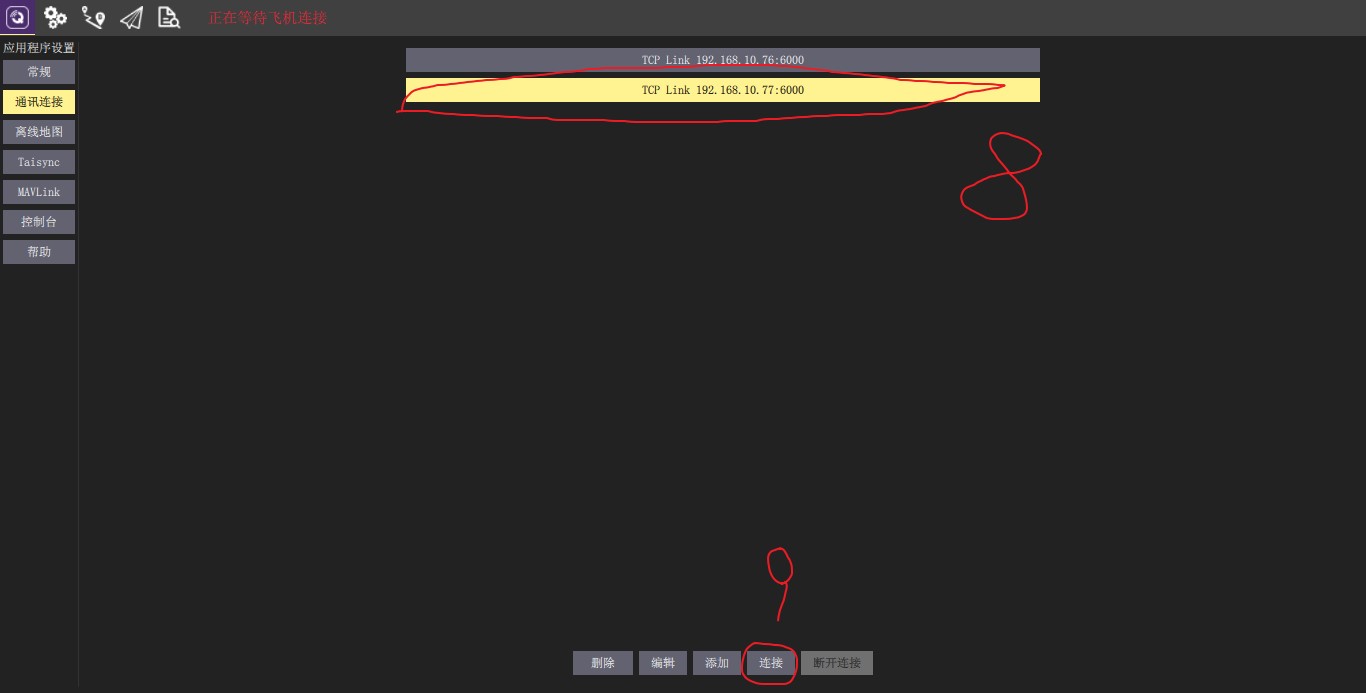 正在等待飞机连接
应用程序设置
常规
通讯连接
离线地图
Taisync
MAVLink
控制台
帮助
TCP Link 192.168.10.76:6000
TCP Link 192.168.10.77:6000
8
9
删除 编辑 添加 连接 断开连接